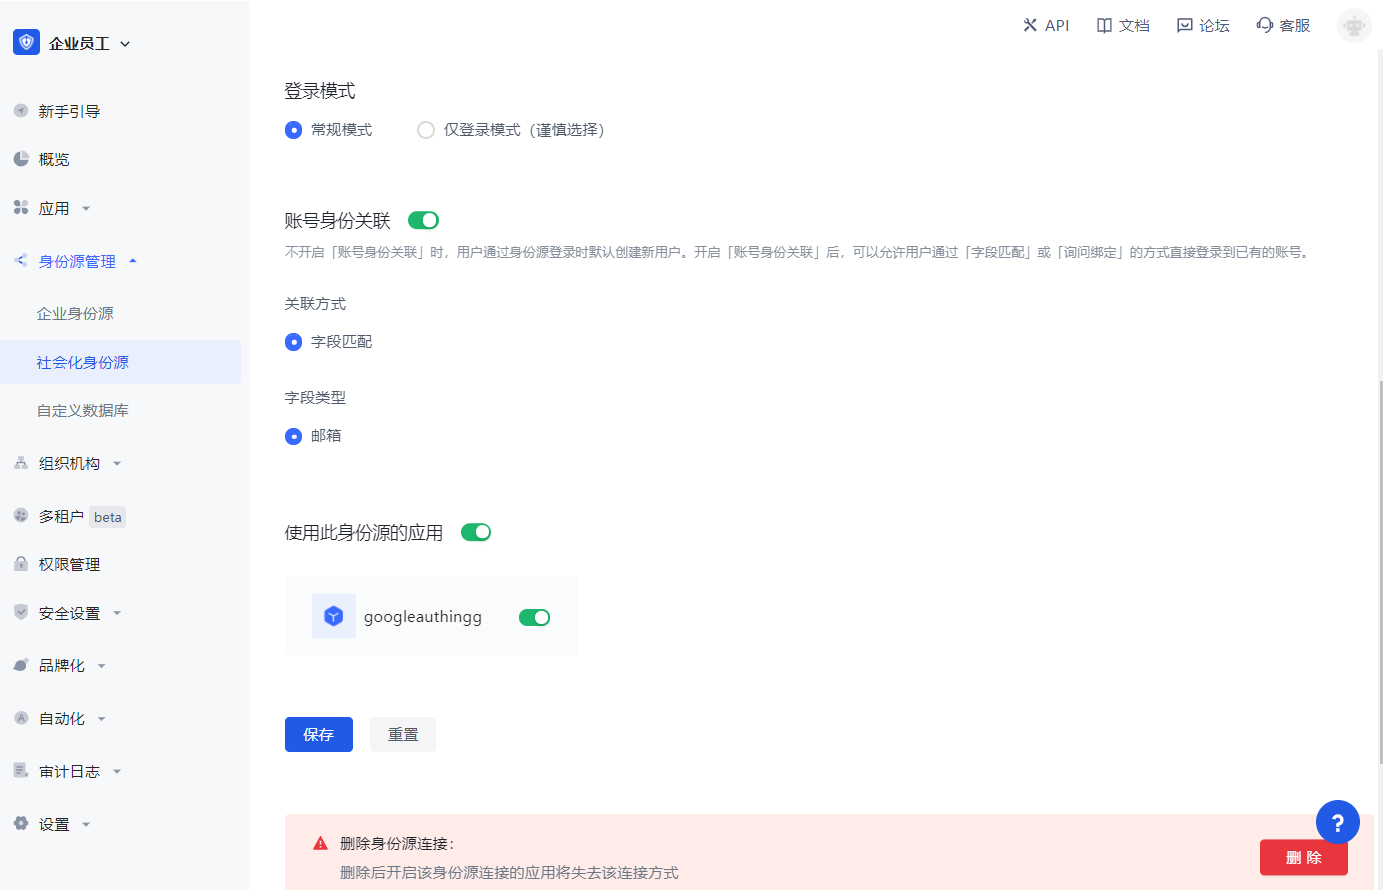 企业员工
API
文档
论坛
客服
新手引导
概览
应用
身份源管理
企业身份源
社会化身份源
自定义数据库
组织机构
多租户 beta
权限管理
安全设置
品牌化
自动化
审计日志
设置
登录模式
常规模式
仅登录模式（谨慎选择）
账号身份关联
不开启「账号身份关联」时，用户通过身份源登录时默认创建新用户。开启「账号身份关联」后，可以允许用户通过「字段匹配」或「询问绑定」的方式直接登录到已有的账号。
关联方式
字段匹配
字段类型
邮箱
使用此身份源的应用
googleauthingg
保存
重置
删除身份源连接：
删除后开启该身份源连接的应用将失去该连接方式
删 除
?